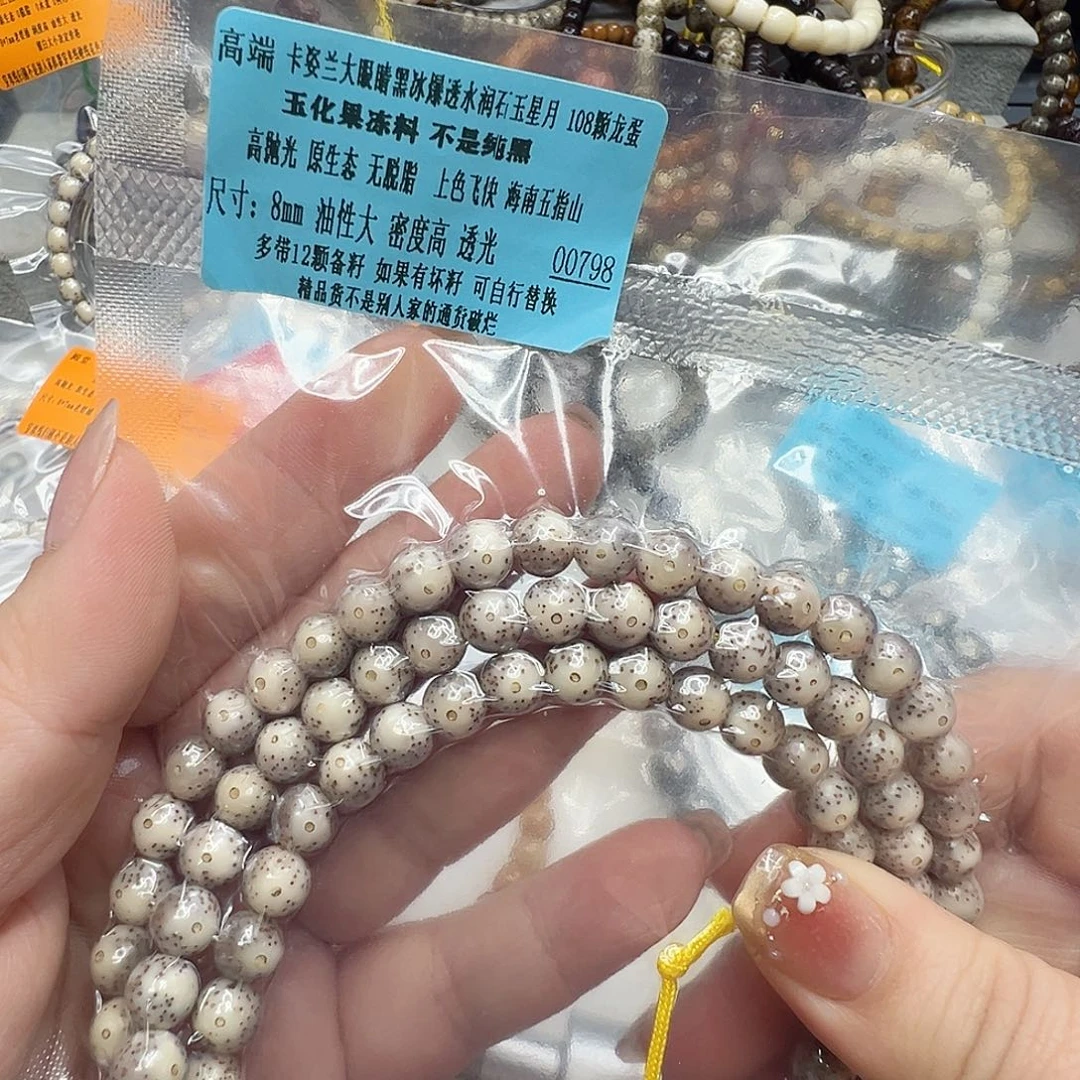 高端 卡姿兰大眼暗黑冰爆透水润石玉星月 108颗龙蛋
玉化果冻料 不是纯黑
高抛光 原生态 无脱脂 上色飞快 海南五指山
尺寸：8mm 油性大 密度高 透光 00798
多带12颗备料 如果有坏料 可自行替换
精品货不是别人家的通货破烂